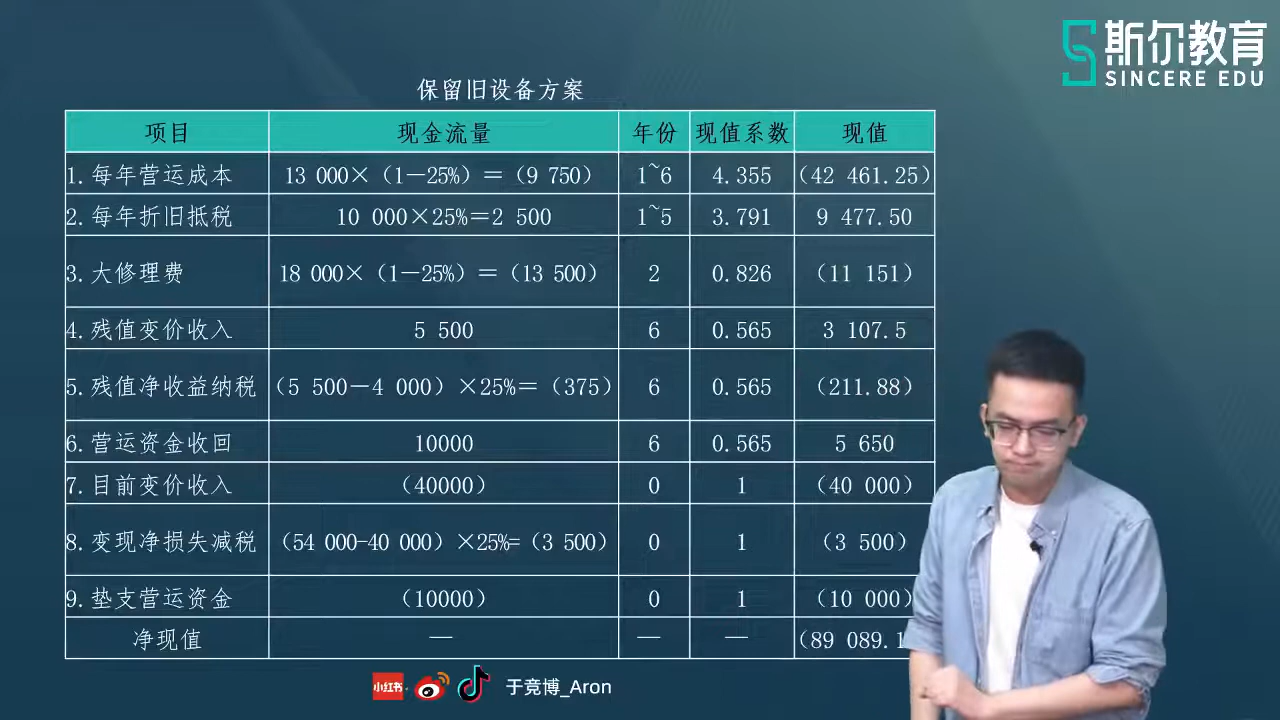 斯尔教育
SINCERE EDU
保留旧设备方案
项目 现金流量 年份 现值系数 现值
1.每年营运成本 13 000×（1－25%）＝（9 750） 1~6 4.355 （42 461.25）
2.每年折旧抵税 10 000×25%＝2 500 1~5 3.791 9 477.50
3.大修理费 18 000×（1－25%）＝（13 500） 2 0.826 （11 151）
4.残值变价收入 5 500 6 0.565 3 107.5
5.残值净收益纳税 （5 500－4 000）×25%＝（375） 6 0.565 （211.88）
6.营运资金收回 10000 6 0.565 5 650
7.目前变价收入 （40000） 0 1 （40 000）
8.变现净损失减税 （54 000-40 000）×25%=（3 500） 0 1 （3 500）
9.垫支营运资金 （10000） 0 1 （10 000）
净现值 — — — （89 089.1
小红书 于竞博_Aron